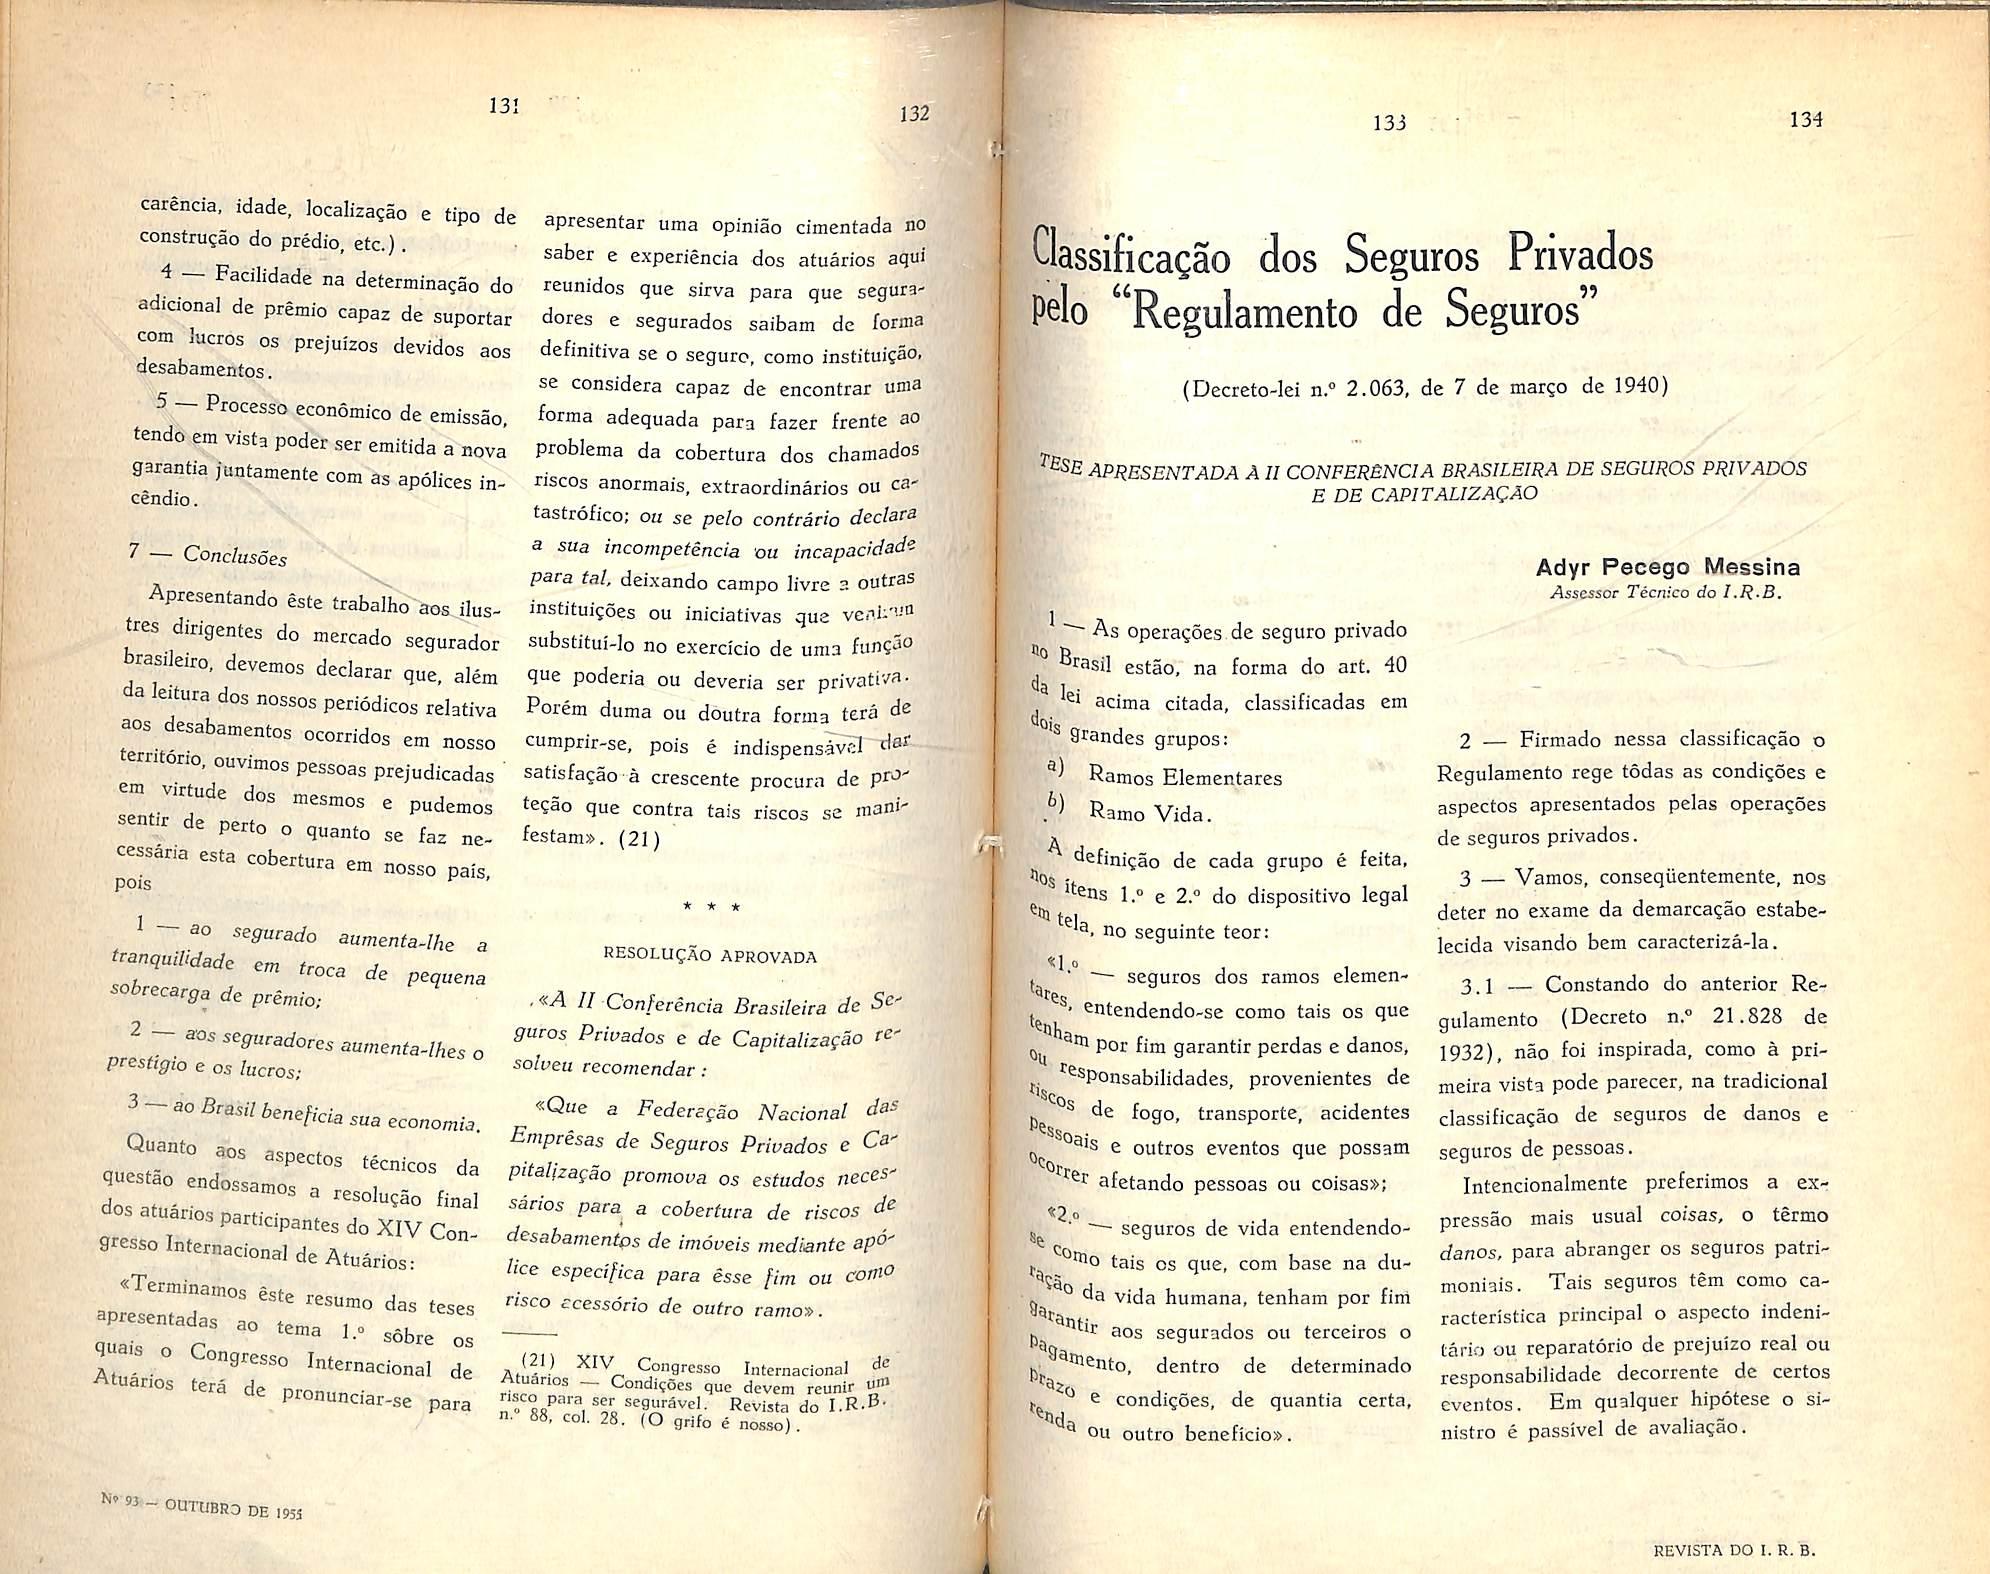 131
carência, idade, localização e tipo de
construção do prédio, etc.).
4 — Facilidade na determinação do
adicional de prêmio capaz de suportar
com lucros os prejuízos devidos aos
desabamentos.
5 — Processo econômico de emissão,
tendo em vista poder ser emitida a nova
garantia juntamente com as apólices in-
cêndio.
7 — Conclusões
Apresentando êste trabalho aos ilus-
tres dirigentes do mercado segurador
brasileiro, devemos declarar que, além
da leitura dos nossos periódicos relativa
aos desabamentos ocorridos em nosso
território, ouvimos pessoas prejudicadas
em virtude dos mesmos e pudemos
sentir de perto o quanto se faz ne-
cessária esta cobertura em nosso país,
pois
1 — ao segurado aumenta-lhe a
tranquilidade em troca de pequena
sobrecarga de prêmio;
2 — aos seguradores aumenta-lhes o
prestígio e os lucros;
3 — ao Brasil beneficia sua economia.
Quanto aos aspectos técnicos da
questão endossamos a resolução final
dos atuários participantes do XIV Con-
gresso Internacional de Atuários:
«Terminamos êste resumo das teses
apresentadas ao tema 1.º sôbre os
quais o Congresso Internacional de
Atuários terá de pronunciar-se para
Nº 93 — OUTUBRO DE 1955
132
apresentar uma opinião cimentada no
saber e experiência dos atuários aqui
reunidos que sirva para que segura-
dores e segurados saibam de forma
definitiva se o seguro, como instituição,
se considera capaz de encontrar uma
forma adequada para fazer frente ao
problema da cobertura dos chamados
riscos anormais, extraordinários ou ca-
tastrófico; ou se pelo contrário declara
a sua incompetência ou incapacidade
para tal, deixando campo livre a outras
instituições ou iniciativas que venham
substituí-lo no exercício de uma função
que poderia ou deveria ser privativa.
Porém duma ou doutra forma terá de
cumprir-se, pois é indispensável dar
satisfação à crescente procura de pro-
teção que contra tais riscos se mani-
festam». (21)
* * *
RESOLUÇÃO APROVADA
«A II Conferência Brasileira de Se-
guros Privados e de Capitalização re-
solveu recomendar :
«Que a Federação Nacional das
Emprêsas de Seguros Privados e Ca-
pitalização promova os estudos neces-
sários para a cobertura de riscos de
desabamentos de imóveis mediante apó-
lice específica para êsse fim ou como
risco acessório de outro ramo».
(21) XIV Congresso Internacional de
Atuários — Condições que devem reunir um
risco para ser segurável. Revista do I.R.B.
n.º 88, col. 28. (O grifo é nosso).
133
134
Classificação dos Seguros Privados
pelo “Regulamento de Seguros”
(Decreto-lei n.º 2.063, de 7 de março de 1940)
TESE APRESENTADA À II CONFERÊNCIA BRASILEIRA DE SEGUROS PRIVADOS
E DE CAPITALIZAÇÃO
Adyr Pecego Messina
Assessor Técnico do I.R.B.
1 — As operações de seguro privado
no Brasil estão, na forma do art. 40
da lei acima citada, classificadas em
dois grandes grupos:
a) Ramos Elementares
b) Ramo Vida.
A definição de cada grupo é feita,
nos ítens 1.º e 2.º do dispositivo legal
em tela, no seguinte teor:
«1.º — seguros dos ramos elemen-
tares, entendendo-se como tais os que
tenham por fim garantir perdas e danos,
ou responsabilidades, provenientes de
riscos de fogo, transporte, acidentes
pessoais e outros eventos que possam
ocorrer afetando pessoas ou coisas»;
«2.º — seguros de vida entendendo-
se como tais os que, com base na du-
ração da vida humana, tenham por fim
garantir aos segurados ou terceiros o
pagamento, dentro de determinado
prazo e condições, de quantia certa,
renda ou outro benefício».
2 — Firmado nessa classificação o
Regulamento rege tôdas as condições e
aspectos apresentados pelas operações
de seguros privados.
3 — Vamos, conseqüentemente, nos
deter no exame da demarcação estabe-
lecida visando bem caracterizá-la.
3.1 — Constando do anterior Re-
gulamento (Decreto n.º 21.828 de
1932), não foi inspirada, como à pri-
meira vista pode parecer, na tradicional
classificação de seguros de danos e
seguros de pessoas.
Intencionalmente preferimos a ex-
pressão mais usual coisas, o têrmo
danos, para abranger os seguros patri-
moniais. Tais seguros têm como ca-
racterística principal o aspecto indeni-
tário ou reparatório de prejuízo real ou
responsabilidade decorrente de certos
eventos. Em qualquer hipótese o si-
nistro é passível de avaliação.
REVISTA DO I. R. B.